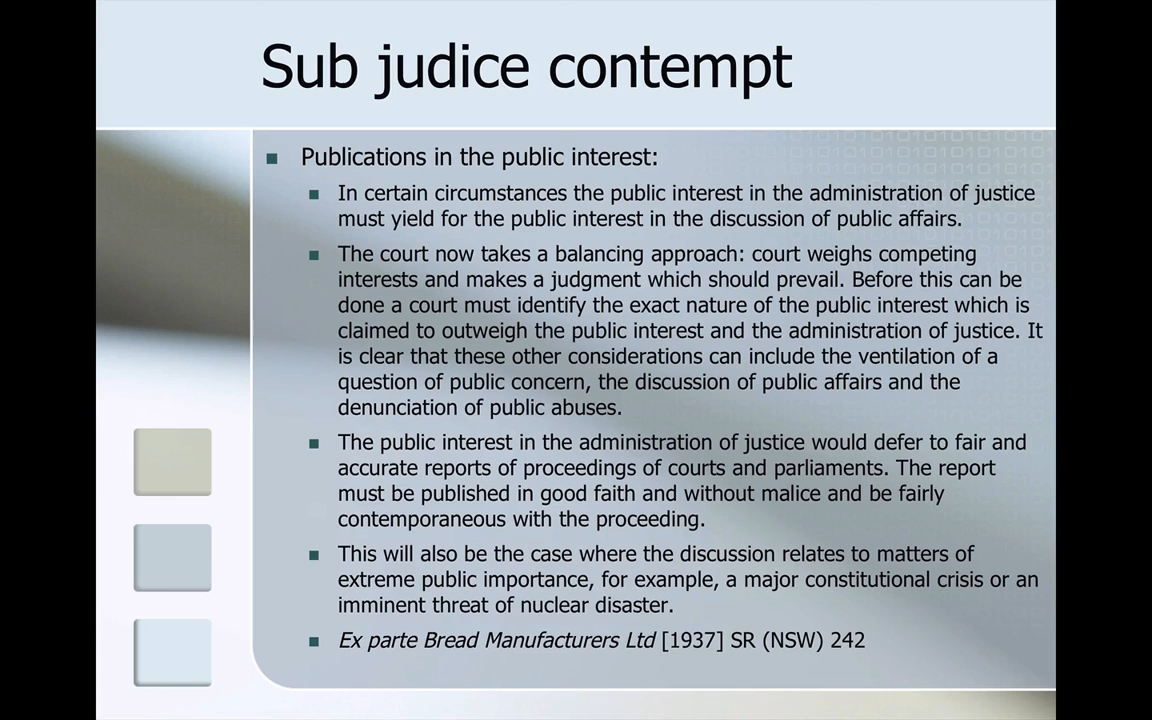 Sub judice contempt
Publications in the public interest:
In certain circumstances the public interest in the administration of justice
must yield for the public interest in the discussion of public affairs.
The court now takes a balancing approach: court weighs competing
interests and makes a judgment which should prevail. Before this can be
done a court must identify the exact nature of the public interest which is
claimed to outweigh the public interest and the administration of justice. It
is clear that these other considerations can include the ventilation of a
question of public concern, the discussion of public affairs and the
denunciation of public abuses.
The public interest in the administration of justice would defer to fair and
accurate reports of proceedings of courts and parliaments. The report
must be published in good faith and without malice and be fairly
contemporaneous with the proceeding.
This will also be the case where the discussion relates to matters of
extreme public importance, for example, a major constitutional crisis or an
imminent threat of nuclear disaster.
Ex parte Bread Manufacturers Ltd [1937] SR (NSW) 242